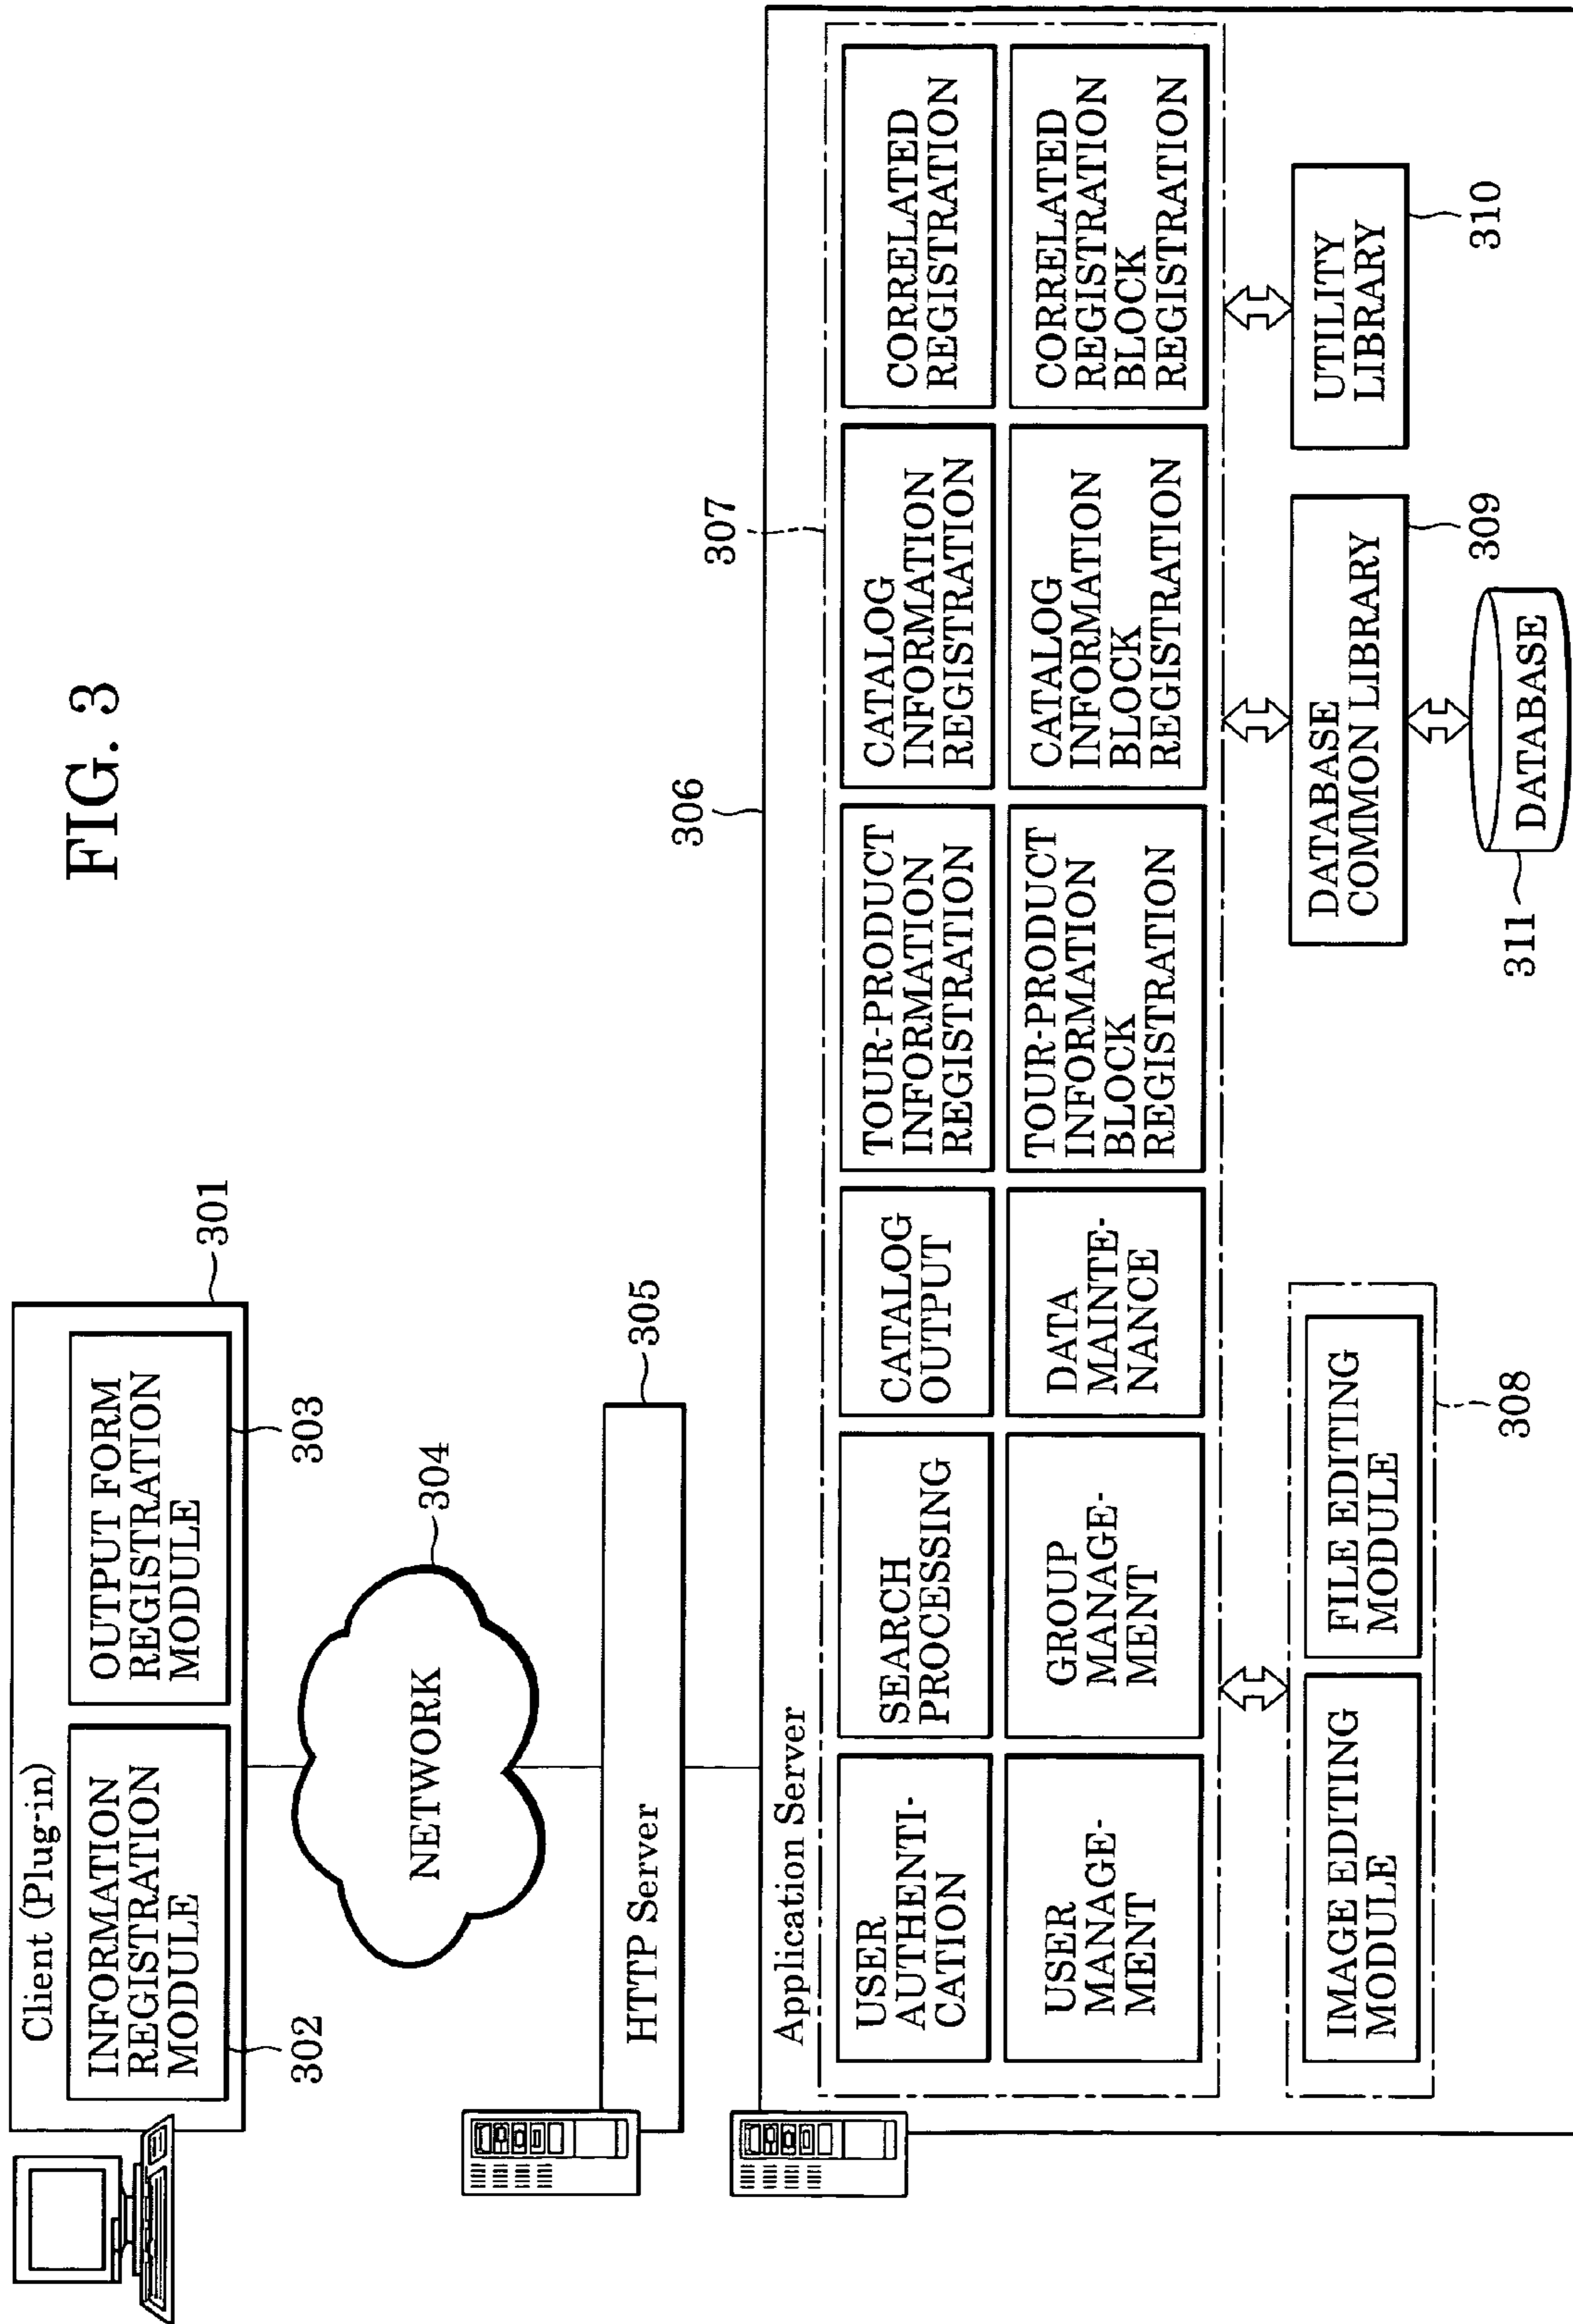 FIG. 3
Client (Plug-in)
301
INFORMATION
REGISTRATION
MODULE
302
OUTPUT FORM
REGISTRATION
MODULE
303
NETWORK
304
HTTP Server
305
306
307
Application Server
USER
AUTHENTI-
CATION
SEARCH
PROCESSING
CATALOG
OUTPUT
TOUR-PRODUCT
INFORMATION
REGISTRATION
CATALOG
INFORMATION
REGISTRATION
CORRELATED
REGISTRATION
USER
MANAGE-
MENT
GROUP
MANAGE-
MENT
DATA
MAINTE-
NANCE
TOUR-PRODUCT
INFORMATION
BLOCK
REGISTRATION
CATALOG
INFORMATION
BLOCK
REGISTRATION
CORRELATED
REGISTRATION
BLOCK
REGISTRATION
IMAGE EDITING
MODULE
FILE EDITING
MODULE
308
DATABASE
COMMON LIBRARY
309
UTILITY
LIBRARY
310
DATABASE
311